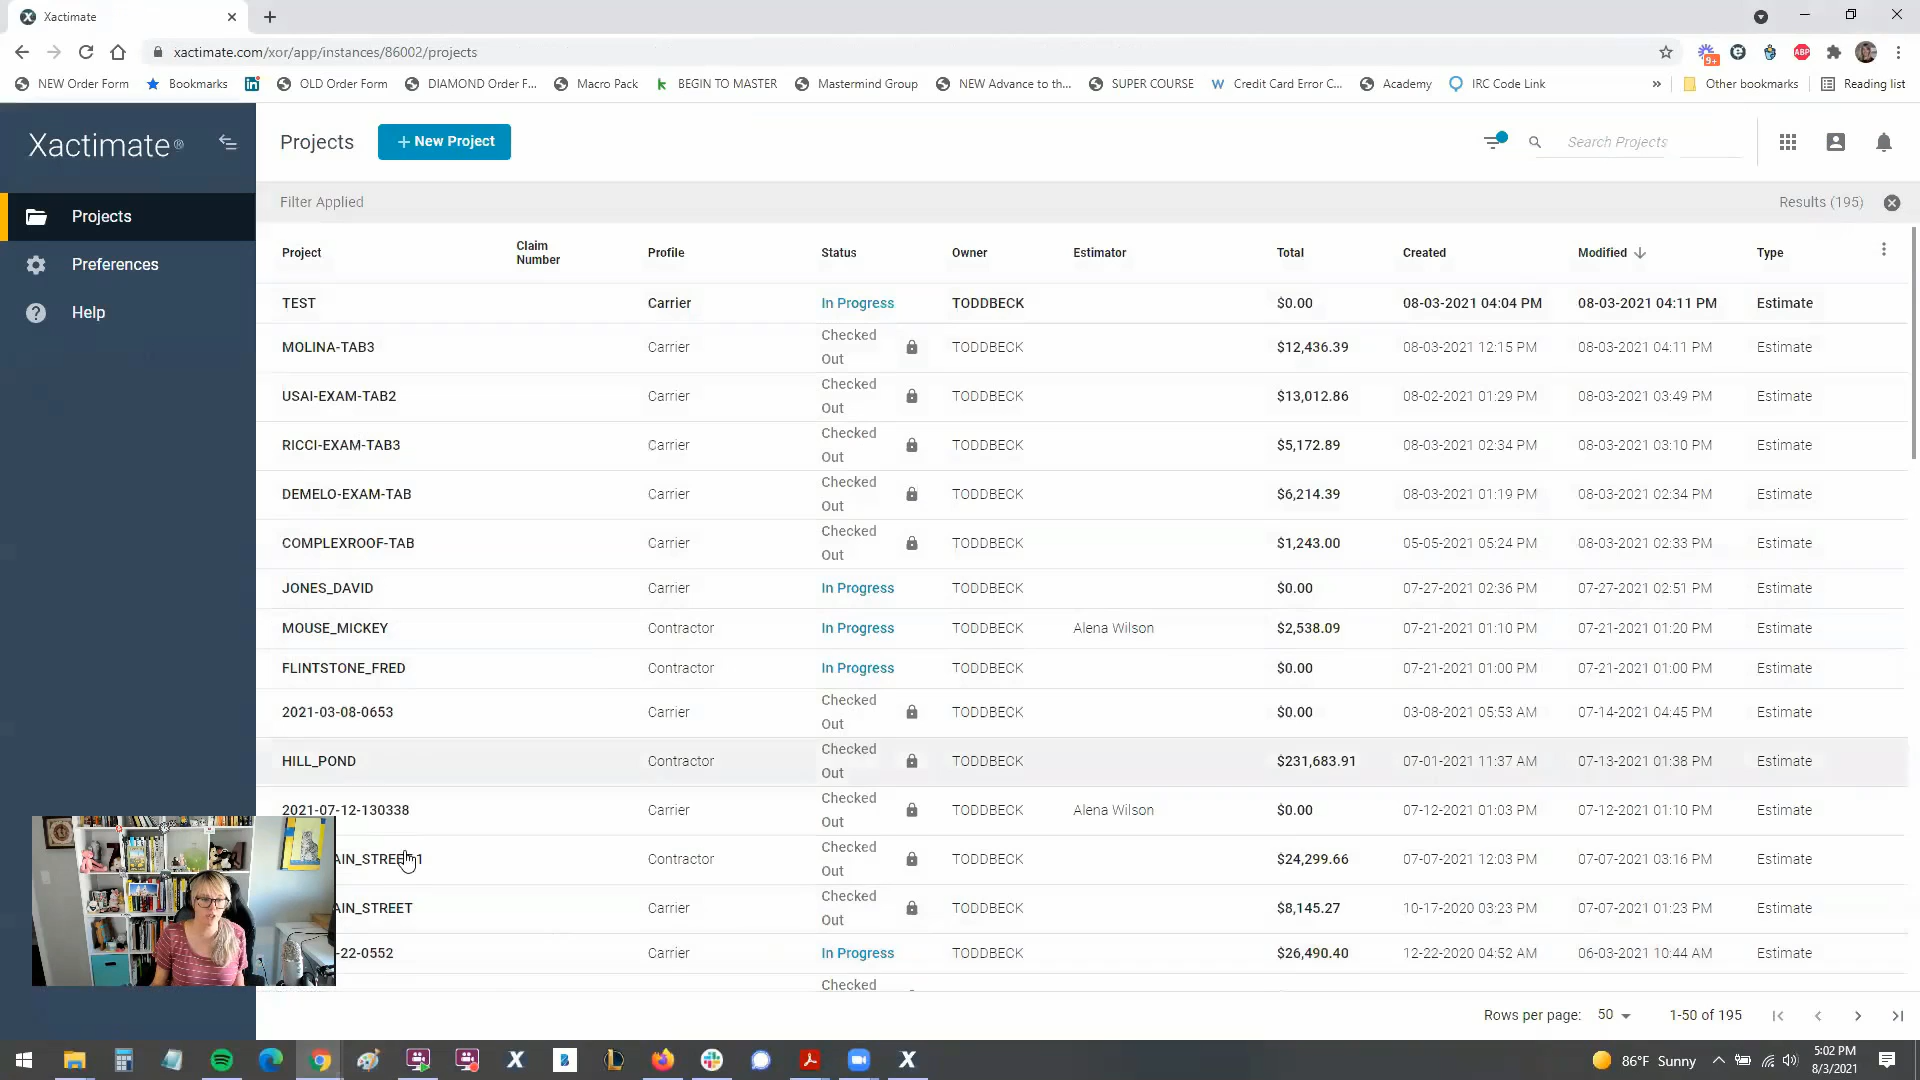 Xactimate
xactimate.com/xor/app/instances/86002/projects
9+
ABP
NEW Order Form
Bookmarks
OLD Order Form
DIAMOND Order F...
Macro Pack
BEGIN TO MASTER
Mastermind Group
NEW Advance to th...
SUPER COURSE
Credit Card Error C...
Academy
IRC Code Link
Other bookmarks
Reading list
Xactimate®
Projects
+ New Project
Search Projects
Projects
Preferences
Help
Filter Applied
Results (195)
Project Claim Number Profile Status Owner Estimator Total Created Modified Type
TEST Carrier In Progress TODDBECK $0.00 08-03-2021 04:04 PM 08-03-2021 04:11 PM Estimate
MOLINA-TAB3 Carrier Checked Out TODDBECK $12,436.39 08-03-2021 12:15 PM 08-03-2021 04:11 PM Estimate
USAI-EXAM-TAB2 Carrier Checked Out TODDBECK $13,012.86 08-02-2021 01:29 PM 08-03-2021 03:49 PM Estimate
RICCI-EXAM-TAB3 Carrier Checked Out TODDBECK $5,172.89 08-03-2021 02:34 PM 08-03-2021 03:10 PM Estimate
DEMELO-EXAM-TAB Carrier Checked Out TODDBECK $6,214.39 08-03-2021 01:19 PM 08-03-2021 02:34 PM Estimate
COMPLEXROOF-TAB Carrier Checked Out TODDBECK $1,243.00 05-05-2021 05:24 PM 08-03-2021 02:33 PM Estimate
JONES_DAVID Carrier In Progress TODDBECK $0.00 07-27-2021 02:36 PM 07-27-2021 02:51 PM Estimate
MOUSE_MICKEY Contractor In Progress TODDBECK Alena Wilson $2,538.09 07-21-2021 01:10 PM 07-21-2021 01:20 PM Estimate
FLINTSTONE_FRED Contractor In Progress TODDBECK $0.00 07-21-2021 01:00 PM 07-21-2021 01:00 PM Estimate
2021-03-08-0653 Carrier Checked Out TODDBECK $0.00 03-08-2021 05:53 AM 07-14-2021 04:45 PM Estimate
HILL_POND Contractor Checked Out TODDBECK $231,683.91 07-01-2021 11:37 AM 07-13-2021 01:38 PM Estimate
2021-07-12-130338 Carrier Checked Out TODDBECK Alena Wilson $0.00 07-12-2021 01:03 PM 07-12-2021 01:10 PM Estimate
AIN_STREET1 Contractor Checked Out TODDBECK $24,299.66 07-07-2021 12:03 PM 07-07-2021 03:16 PM Estimate
AIN_STREET Carrier Checked Out TODDBECK $8,145.27 10-17-2020 03:23 PM 07-07-2021 01:23 PM Estimate
-22-0552 Carrier In Progress TODDBECK $26,490.40 12-22-2020 04:52 AM 06-03-2021 10:44 AM Estimate
Checked
Rows per page: 50 1-50 of 195
86°F Sunny
5:02 PM
8/3/2021